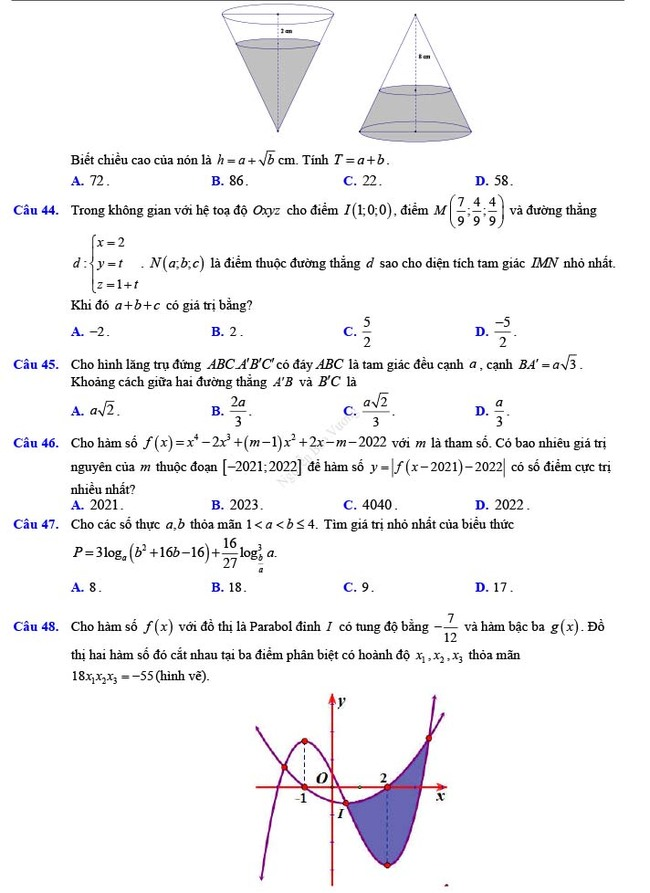 2 cm
8 cm
Biết chiều cao của nón là h = a + √b cm. Tính T = a + b.
A. 72. B. 86. C. 22. D. 58.
Câu 44. Trong không gian với hệ toạ độ Oxyz cho điểm I(1;0;0), điểm M(7/9; 4/9; 4/9) và đường thẳng
d: { x = 2
y = t . N(a;b;c) là điểm thuộc đường thẳng d sao cho diện tích tam giác IMN nhỏ nhất.
z = 1+t
Khi đó a+b+c có giá trị bằng?
A. −2. B. 2. C. 5/2 D. −5/2.
Câu 45. Cho hình lăng trụ đứng ABC.A'B'C' có đáy ABC là tam giác đều cạnh a, cạnh BA' = a√3.
Khoảng cách giữa hai đường thẳng A'B và B'C là
A. a√2. B. 2a/3. C. a√2/3. D. a/3.
Câu 46. Cho hàm số f(x) = x⁴ − 2x³ + (m−1)x² + 2x − m − 2022 với m là tham số. Có bao nhiêu giá trị
nguyên của m thuộc đoạn [−2021; 2022] để hàm số y = |f(x−2021) − 2022| có số điểm cực trị
nhiều nhất?
A. 2021. B. 2023. C. 4040. D. 2022.
Câu 47. Cho các số thực a,b thỏa mãn 1 < a < b ≤ 4. Tìm giá trị nhỏ nhất của biểu thức
P = 3logₐ(b² + 16b − 16) + 16/27 log³_(b/a) a.
A. 8. B. 18. C. 9. D. 17.
Câu 48. Cho hàm số f(x) với đồ thị là Parabol đỉnh I có tung độ bằng −7/12 và hàm bậc ba g(x). Đồ
thị hai hàm số đó cắt nhau tại ba điểm phân biệt có hoành độ x₁, x₂, x₃ thỏa mãn
18x₁x₂x₃ = −55 (hình vẽ).
y
O 2
-1 x
I